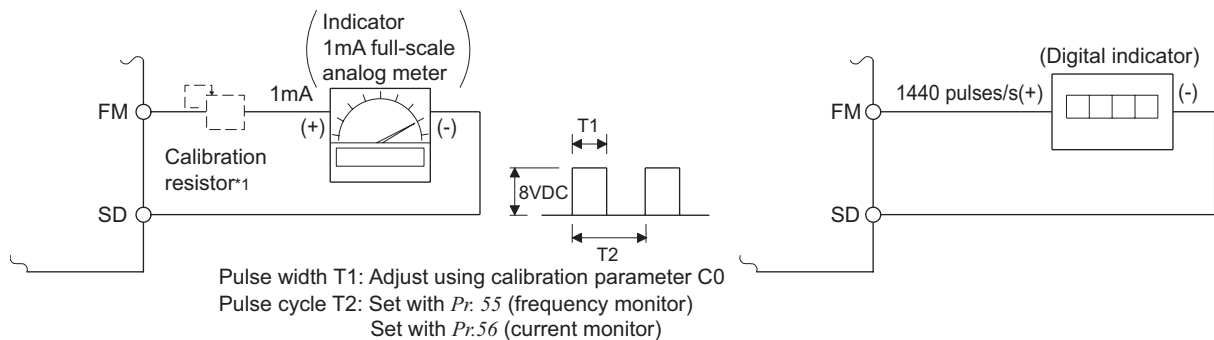 Indicator
1mA full-scale
analog meter
FM
1mA
(+)
(-)
Calibration
resistor*1
SD
8VDC
T1
T2
(Digital indicator)
FM
1440 pulses/s(+)
(-)
SD
Pulse width T1: Adjust using calibration parameter C0
Pulse cycle T2: Set with Pr. 55 (frequency monitor)
Set with Pr.56 (current monitor)